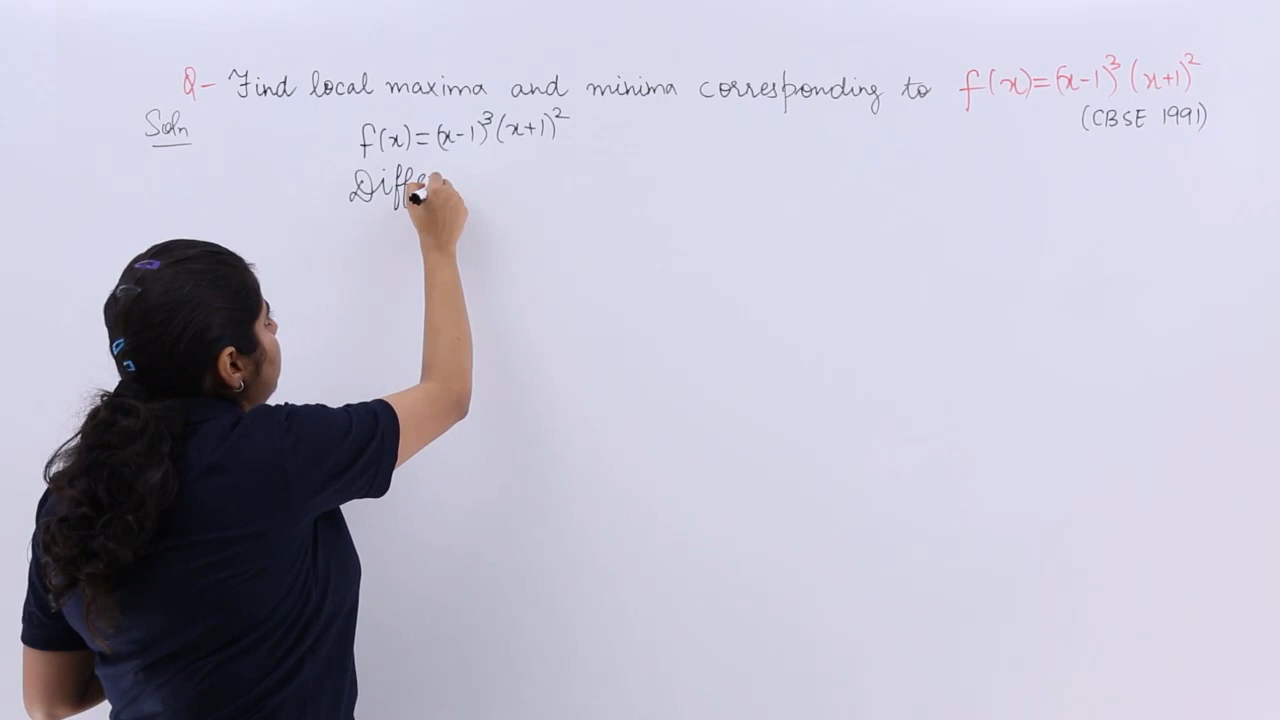 Q- Find local maxima and minima corresponding to f(x)=(x-1)³(x+1)²
(CBSE 1991)
Soln
f(x)=(x-1)³(x+1)²
Diffe